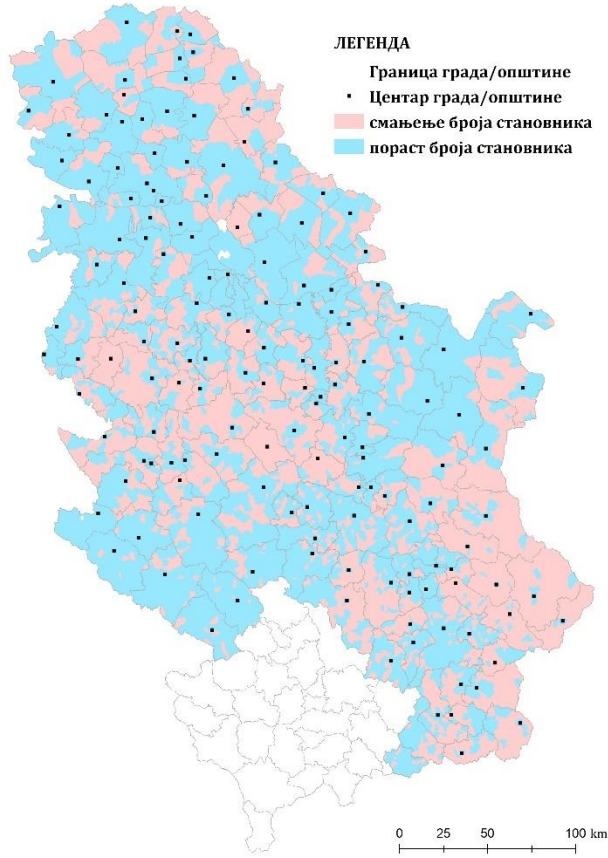 ЛЕГЕНДА
Граница града/општине
Центар града/општине
смањење броја становника
пораст броја становника
0 25 50 100 km